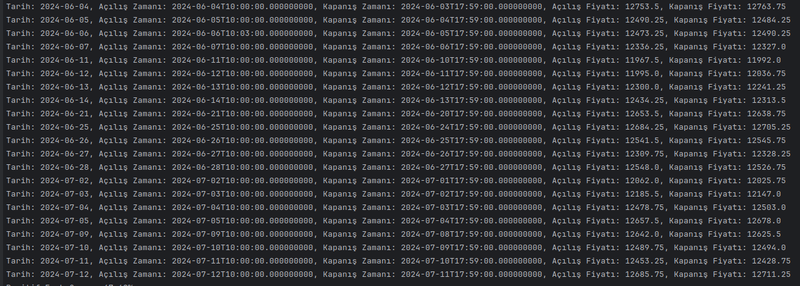 Tarih: 2024-06-04, Açılış Zamanı: 2024-06-04T10:00:00.000000000, Kapanış Zamanı: 2024-06-03T17:59:00.000000000, Açılış Fiyatı: 12753.5, Kapanış Fiyatı: 12763.75
Tarih: 2024-06-05, Açılış Zamanı: 2024-06-05T10:00:00.000000000, Kapanış Zamanı: 2024-06-04T17:59:00.000000000, Açılış Fiyatı: 12490.25, Kapanış Fiyatı: 12484.25
Tarih: 2024-06-06, Açılış Zamanı: 2024-06-06T10:03:00.000000000, Kapanış Zamanı: 2024-06-05T17:59:00.000000000, Açılış Fiyatı: 12473.25, Kapanış Fiyatı: 12490.25
Tarih: 2024-06-07, Açılış Zamanı: 2024-06-07T10:00:00.000000000, Kapanış Zamanı: 2024-06-06T17:59:00.000000000, Açılış Fiyatı: 12336.25, Kapanış Fiyatı: 12327.0
Tarih: 2024-06-11, Açılış Zamanı: 2024-06-11T10:00:00.000000000, Kapanış Zamanı: 2024-06-10T17:59:00.000000000, Açılış Fiyatı: 11967.5, Kapanış Fiyatı: 11992.0
Tarih: 2024-06-12, Açılış Zamanı: 2024-06-12T10:00:00.000000000, Kapanış Zamanı: 2024-06-11T17:59:00.000000000, Açılış Fiyatı: 11995.0, Kapanış Fiyatı: 12036.75
Tarih: 2024-06-13, Açılış Zamanı: 2024-06-13T10:00:00.000000000, Kapanış Zamanı: 2024-06-12T17:59:00.000000000, Açılış Fiyatı: 12300.0, Kapanış Fiyatı: 12241.25
Tarih: 2024-06-14, Açılış Zamanı: 2024-06-14T10:00:00.000000000, Kapanış Zamanı: 2024-06-13T17:59:00.000000000, Açılış Fiyatı: 12434.25, Kapanış Fiyatı: 12313.5
Tarih: 2024-06-21, Açılış Zamanı: 2024-06-21T10:00:00.000000000, Kapanış Zamanı: 2024-06-20T17:59:00.000000000, Açılış Fiyatı: 12653.5, Kapanış Fiyatı: 12638.75
Tarih: 2024-06-25, Açılış Zamanı: 2024-06-25T10:00:00.000000000, Kapanış Zamanı: 2024-06-24T17:59:00.000000000, Açılış Fiyatı: 12684.25, Kapanış Fiyatı: 12705.25
Tarih: 2024-06-26, Açılış Zamanı: 2024-06-26T10:00:00.000000000, Kapanış Zamanı: 2024-06-25T17:59:00.000000000, Açılış Fiyatı: 12541.5, Kapanış Fiyatı: 12545.75
Tarih: 2024-06-27, Açılış Zamanı: 2024-06-27T10:00:00.000000000, Kapanış Zamanı: 2024-06-26T17:59:00.000000000, Açılış Fiyatı: 12309.75, Kapanış Fiyatı: 12328.25
Tarih: 2024-06-28, Açılış Zamanı: 2024-06-28T10:00:00.000000000, Kapanış Zamanı: 2024-06-27T17:59:00.000000000, Açılış Fiyatı: 12548.0, Kapanış Fiyatı: 12526.75
Tarih: 2024-07-02, Açılış Zamanı: 2024-07-02T10:00:00.000000000, Kapanış Zamanı: 2024-07-01T17:59:00.000000000, Açılış Fiyatı: 12062.0, Kapanış Fiyatı: 12025.75
Tarih: 2024-07-03, Açılış Zamanı: 2024-07-03T10:00:00.000000000, Kapanış Zamanı: 2024-07-02T17:59:00.000000000, Açılış Fiyatı: 12185.5, Kapanış Fiyatı: 12147.0
Tarih: 2024-07-04, Açılış Zamanı: 2024-07-04T10:00:00.000000000, Kapanış Zamanı: 2024-07-03T17:59:00.000000000, Açılış Fiyatı: 12478.75, Kapanış Fiyatı: 12503.0
Tarih: 2024-07-05, Açılış Zamanı: 2024-07-05T10:00:00.000000000, Kapanış Zamanı: 2024-07-04T17:59:00.000000000, Açılış Fiyatı: 12657.5, Kapanış Fiyatı: 12678.0
Tarih: 2024-07-09, Açılış Zamanı: 2024-07-09T10:00:00.000000000, Kapanış Zamanı: 2024-07-08T17:59:00.000000000, Açılış Fiyatı: 12642.0, Kapanış Fiyatı: 12625.5
Tarih: 2024-07-10, Açılış Zamanı: 2024-07-10T10:00:00.000000000, Kapanış Zamanı: 2024-07-09T17:59:00.000000000, Açılış Fiyatı: 12489.75, Kapanış Fiyatı: 12494.0
Tarih: 2024-07-11, Açılış Zamanı: 2024-07-11T10:00:00.000000000, Kapanış Zamanı: 2024-07-10T17:59:00.000000000, Açılış Fiyatı: 12453.25, Kapanış Fiyatı: 12428.75
Tarih: 2024-07-12, Açılış Zamanı: 2024-07-12T10:00:00.000000000, Kapanış Zamanı: 2024-07-11T17:59:00.000000000, Açılış Fiyatı: 12685.75, Kapanış Fiyatı: 12711.25